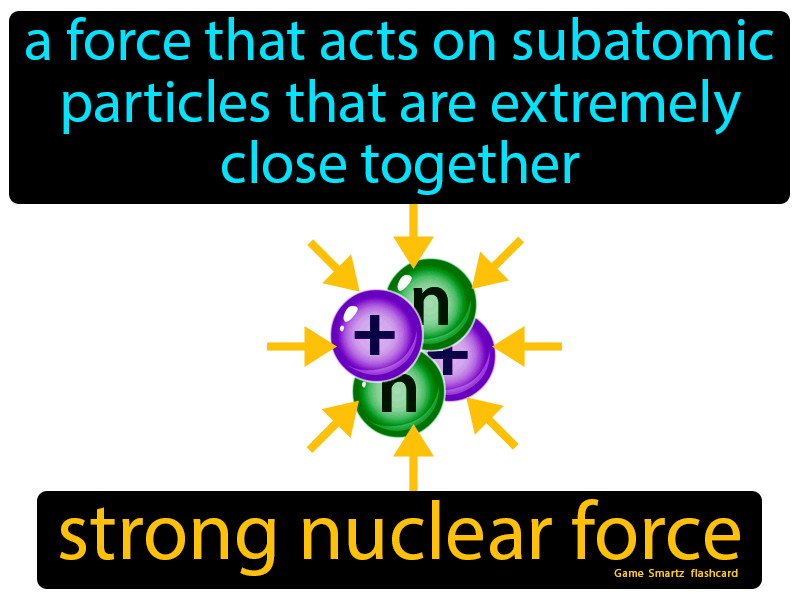 a force that acts on subatomic
particles that are extremely
close together
n
+
+
n
strong nuclear force
Game Smartz flashcard